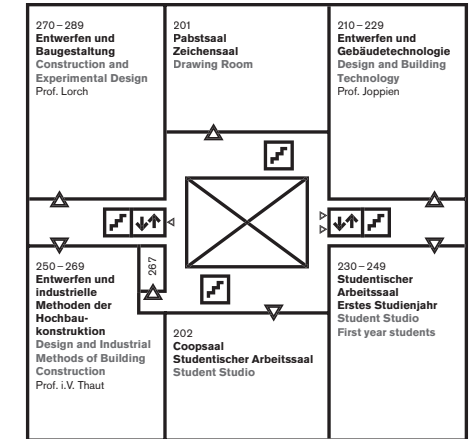 270 – 289
Entwerfen und
Baugestaltung
Construction and
Experimental Design
Prof. Lorch
201
Pabstsaal
Zeichensaal
Drawing Room
210 – 229
Entwerfen und
Gebäudetechnologie
Design and Building
Technology
Prof. Joppien
250 – 269
Entwerfen und
industrielle
Methoden der
Hochbau-
konstruktion
Design and Industrial
Methods of Building
Construction
Prof. i.V. Thaut
267
202
Coopsaal
Studentischer Arbeitssaal
Student Studio
230 – 249
Studentischer
Arbeitssaal
Erstes Studienjahr
Student Studio
First year students